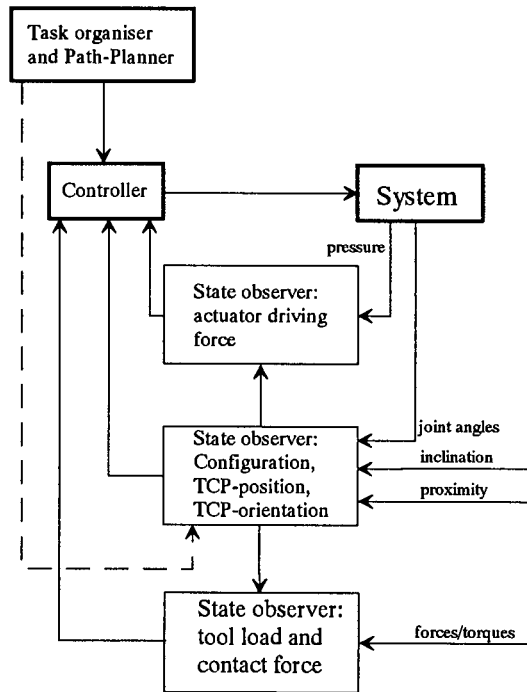 Task organiser
and Path-Planner
Controller
System
pressure
State observer:
actuator driving
force
joint angles
State observer:
Configuration,
TCP-position,
TCP-orientation
inclination
proximity
State observer:
tool load and
contact force
forces/torques